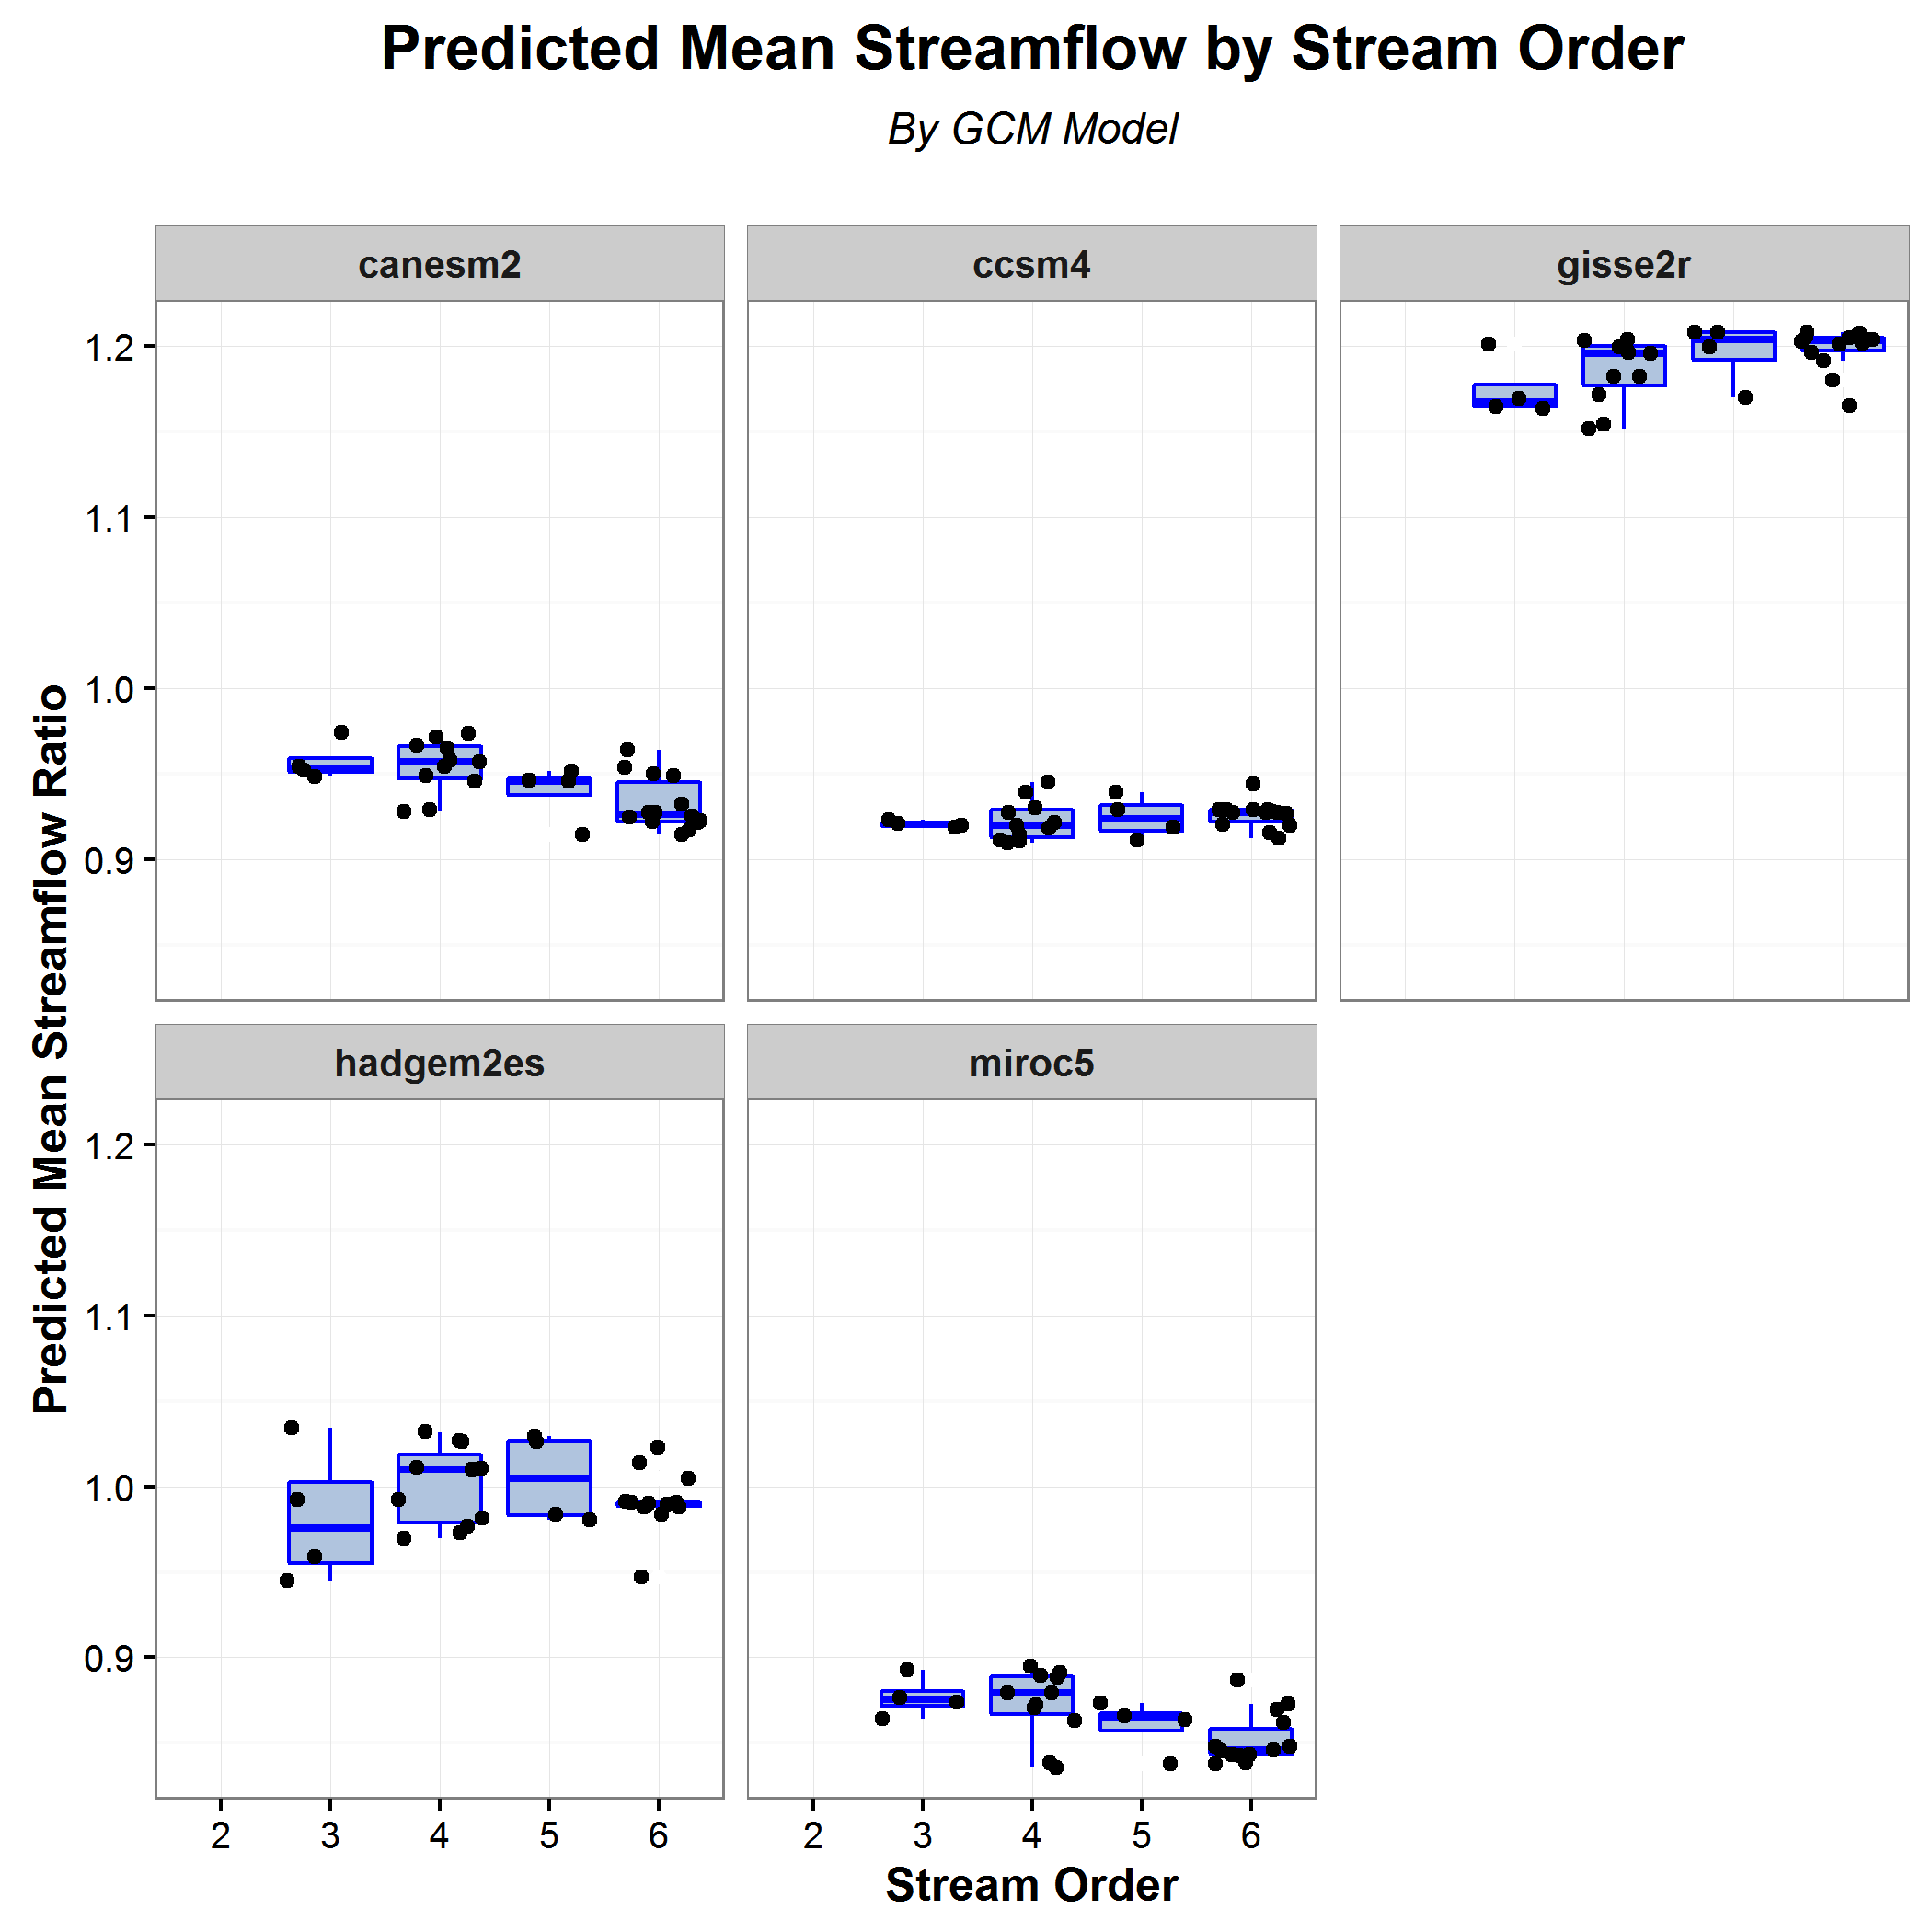 Predicted Mean Streamflow by Stream Order
By GCM Model
canesm2
ccsm4
gisse2r
1.2
1.1
1.0
0.9
Predicted Mean Streamflow Ratio
hadgem2es
miroc5
1.2
1.1
1.0
0.9
2 3 4 5 6
2 3 4 5 6
Stream Order